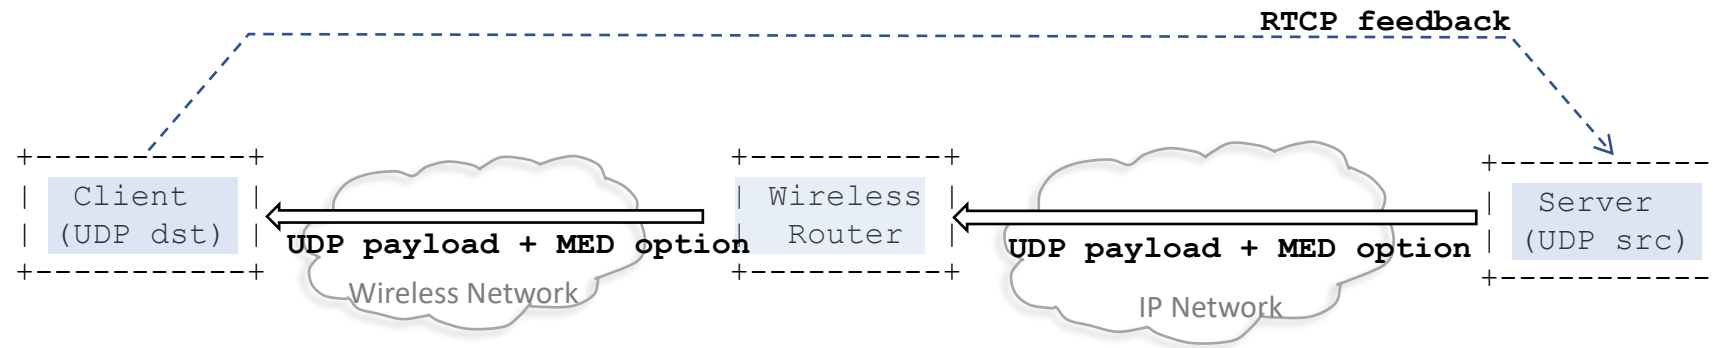 RTCP feedback
+-----------+
| Client |
| (UDP dst) |
+-----------+
UDP payload + MED option
Wireless Network
+----------+
| Wireless |
| Router |
+----------+
UDP payload + MED option
IP Network
+-----------
| Server
| (UDP src)
+-----------